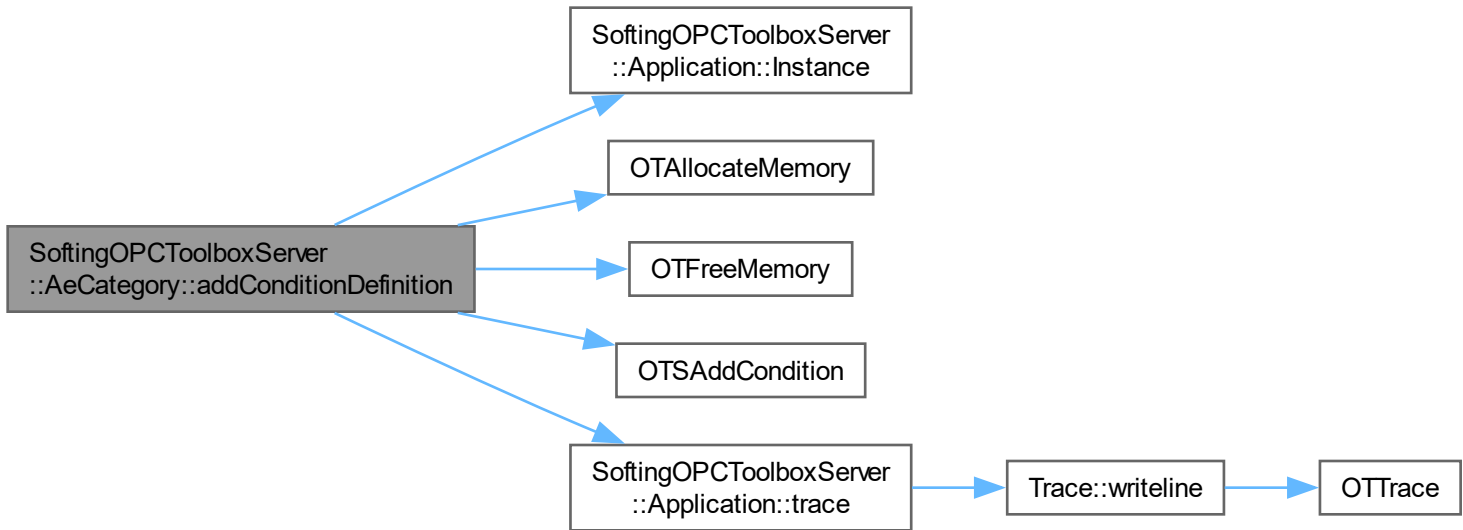 SoftingOPCToolboxServer
::Application::Instance
OTAllocateMemory
SoftingOPCToolboxServer
::AeCategory::addConditionDefinition
OTFreeMemory
OTSAddCondition
SoftingOPCToolboxServer
::Application::trace
Trace::writeline
OTTrace